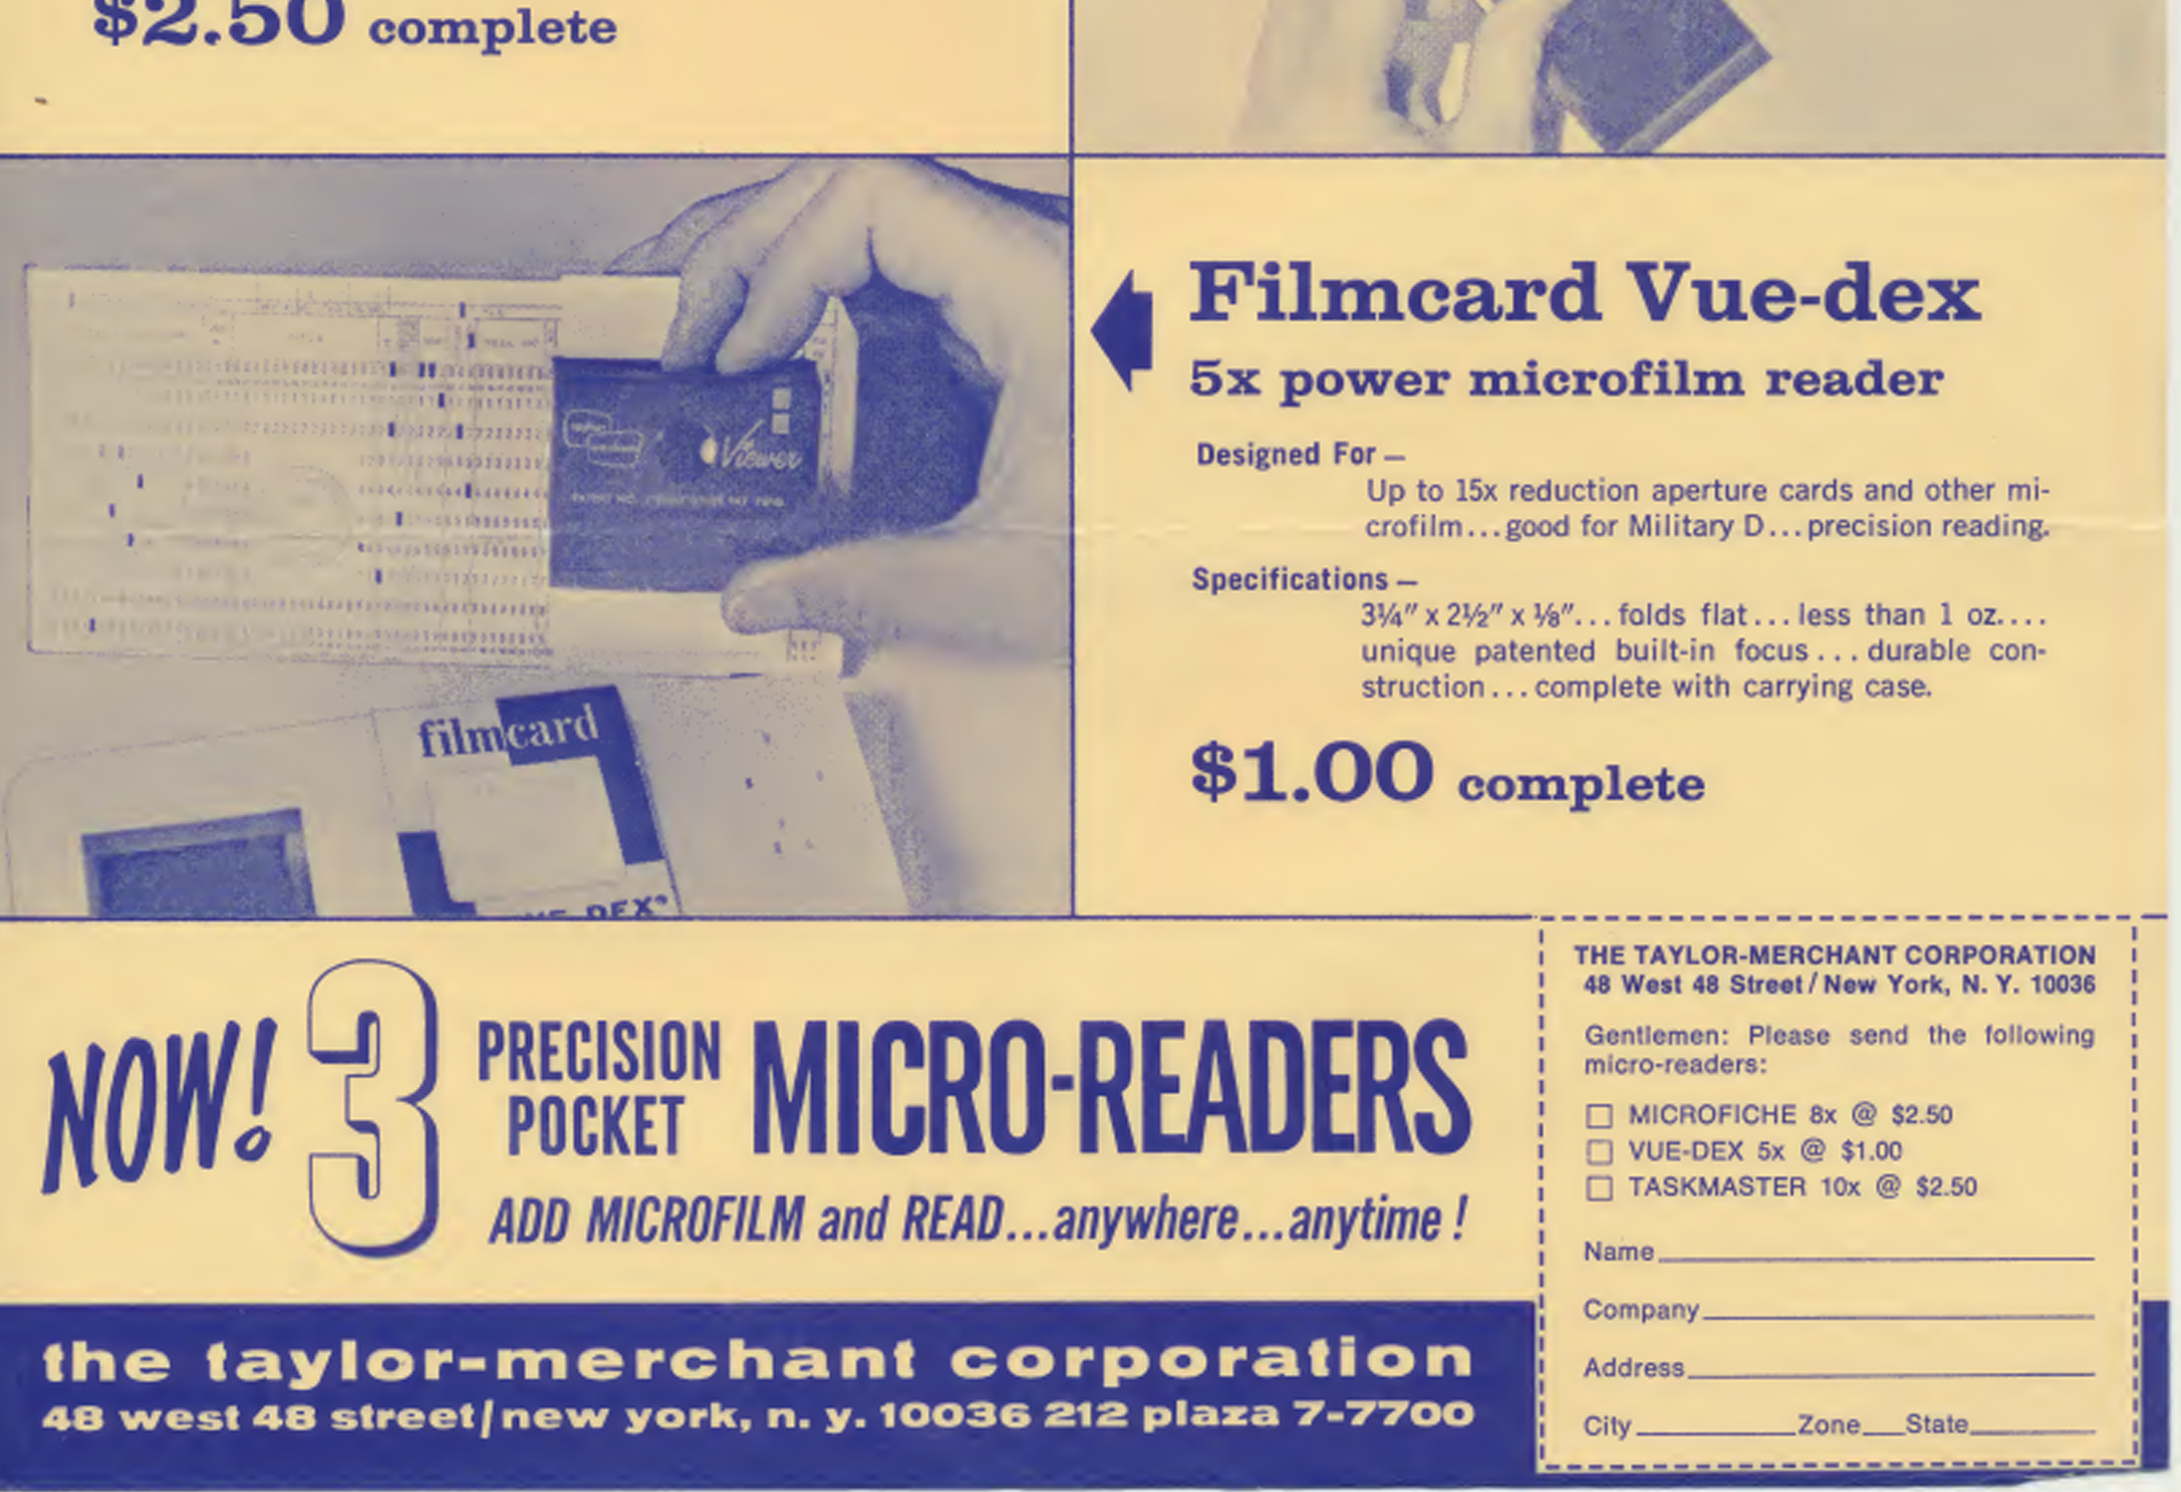 $2.50 complete
Viewer
filmcard
Filmcard Vue-dex
5x power microfilm reader
Designed For —
Up to 15x reduction aperture cards and other mi-
crofilm...good for Military D...precision reading.
Specifications —
3¼" x 2½" x ⅛"... folds flat... less than 1 oz....
unique patented built-in focus... durable con-
struction... complete with carrying case.
$1.00 complete
NOW! 3 PRECISION POCKET MICRO-READERS
ADD MICROFILM and READ...anywhere...anytime!
the taylor-merchant corporation
48 west 48 street/new york, n. y. 10036 212 plaza 7-7700
THE TAYLOR-MERCHANT CORPORATION
48 West 48 Street / New York, N. Y. 10036
Gentlemen: Please send the following
micro-readers:
☐ MICROFICHE 8x @ $2.50
☐ VUE-DEX 5x @ $1.00
☐ TASKMASTER 10x @ $2.50
Name
Company
Address
City Zone State